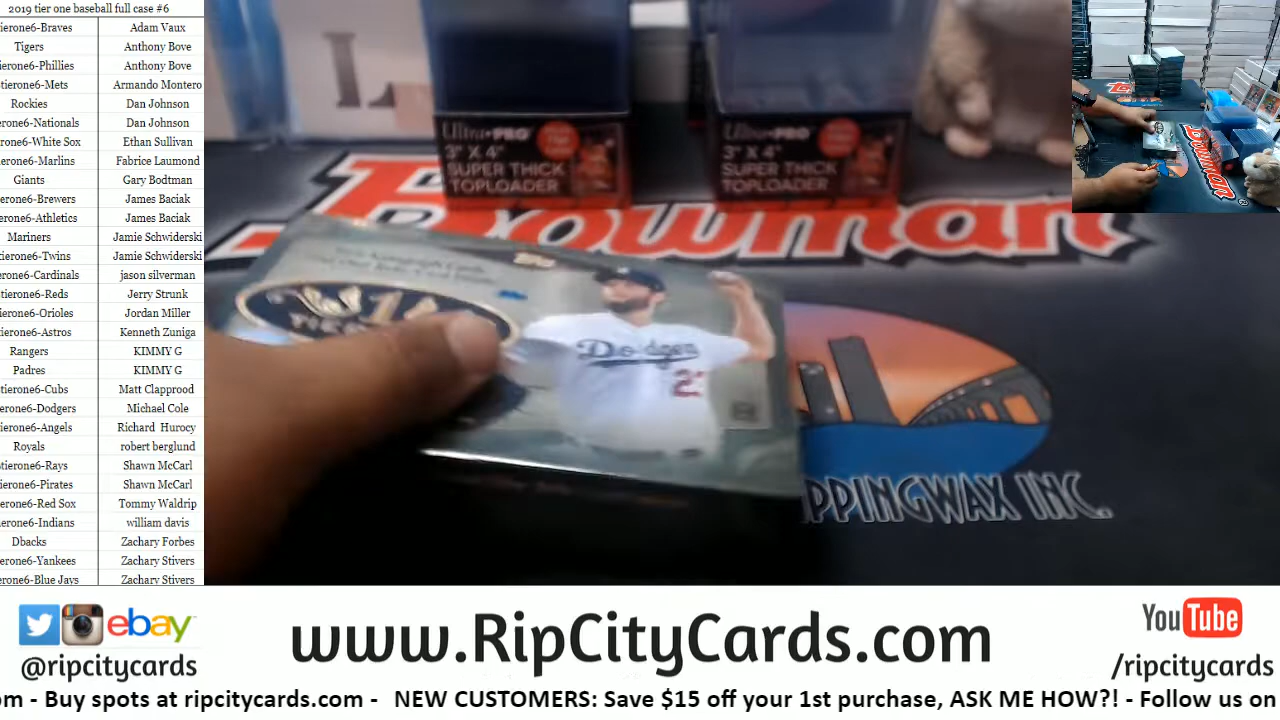 2019 tier one baseball full case #6
ierone6-Braves Adam Vaux
Tigers Anthony Bove
ierone6-Phillies Anthony Bove
tierone6-Mets Armando Montero
Rockies Dan Johnson
erone6-Nationals Dan Johnson
erone6-White Sox Ethan Sullivan
ierone6-Marlins Fabrice Laumond
Giants Gary Bodtman
erone6-Brewers James Baciak
erone6-Athletics James Baciak
Mariners Jamie Schwiderski
tierone6-Twins Jamie Schwiderski
erone6-Cardinals jason silverman
tierone6-Reds Jerry Strunk
ierone6-Orioles Jordan Miller
tierone6-Astros Kenneth Zuniga
Rangers KIMMY G
Padres KIMMY G
tierone6-Cubs Matt Clapprood
erone6-Dodgers Michael Cole
ierone6-Angels Richard Hurocy
Royals robert berglund
tierone6-Rays Shawn McCarl
ierone6-Pirates Shawn McCarl
erone6-Red Sox Tommy Waldrip
ierone6-Indians william davis
Dbacks Zachary Forbes
erone6-Yankees Zachary Stivers
erone6-Blue Jays Zachary Stivers
Ultra PRO
3" X 4"
SUPER THICK
TOPLOADER
Ultra PRO
3" X 4"
SUPER THICK
TOPLOADER
Bowman
Bowman
topps
Dodgers
PPINGWAX INC.
ebay
@ripcitycards
www.RipCityCards.com
YouTube
/ripcitycards
om - Buy spots at ripcitycards.com - NEW CUSTOMERS: Save $15 off your 1st purchase, ASK ME HOW?! - Follow us on